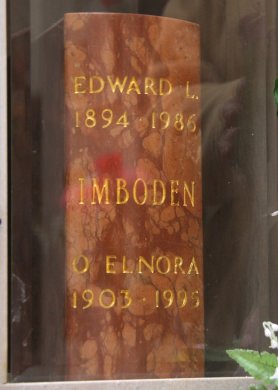 EDWARD L.
1894 · 1986
IMBODEN
O ELNORA
1903 · 1995